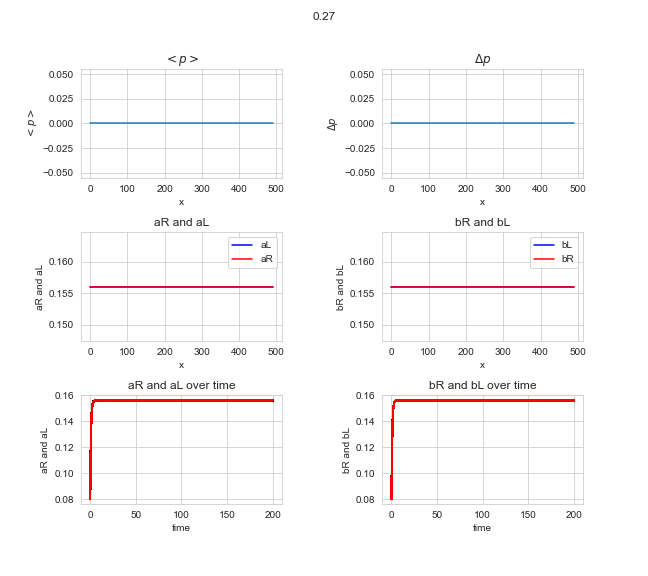 0.27
< p >
Δp
0.050
0.025
0.000
−0.025
−0.050
< p >
0 100 200 300 400 500
x
0.050
0.025
0.000
−0.025
−0.050
Δp
0 100 200 300 400 500
x
aR and aL
bR and bL
0.160
0.155
0.150
aR and aL
aL
aR
0 100 200 300 400 500
x
0.160
0.155
0.150
bR and bL
bL
bR
0 100 200 300 400 500
x
aR and aL over time
bR and bL over time
0.16
0.14
0.12
0.10
0.08
aR and aL
0 50 100 150 200
time
0.16
0.14
0.12
0.10
0.08
bR and bL
0 50 100 150 200
time